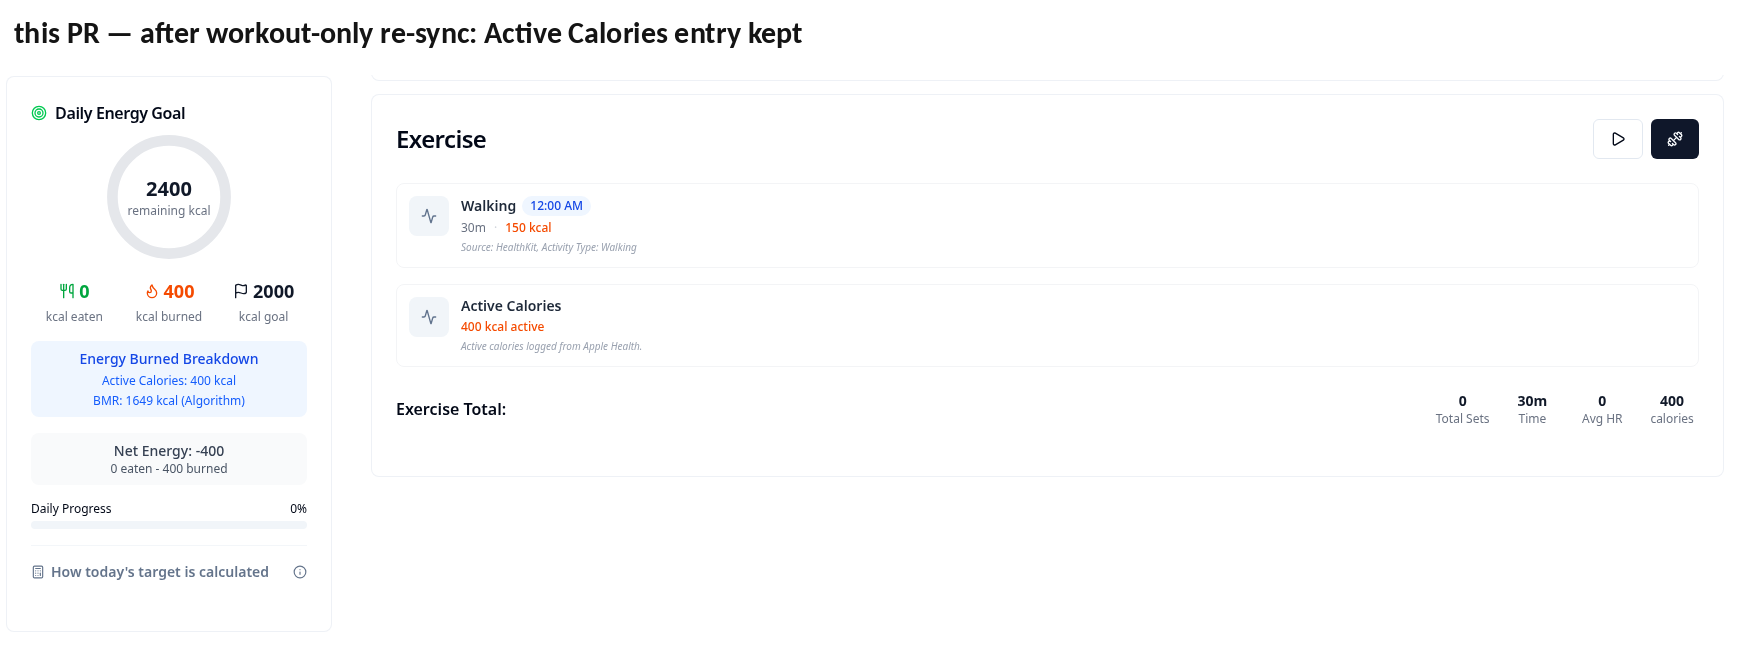 this PR — after workout-only re-sync: Active Calories entry kept
Daily Energy Goal
2400
remaining kcal
0
kcal eaten
400
kcal burned
2000
kcal goal
Energy Burned Breakdown
Active Calories: 400 kcal
BMR: 1649 kcal (Algorithm)
Net Energy: -400
0 eaten - 400 burned
Daily Progress 0%
How today's target is calculated
Exercise
Walking 12:00 AM
30m · 150 kcal
Source: HealthKit, Activity Type: Walking
Active Calories
400 kcal active
Active calories logged from Apple Health.
Exercise Total:
0
Total Sets
30m
Time
0
Avg HR
400
calories